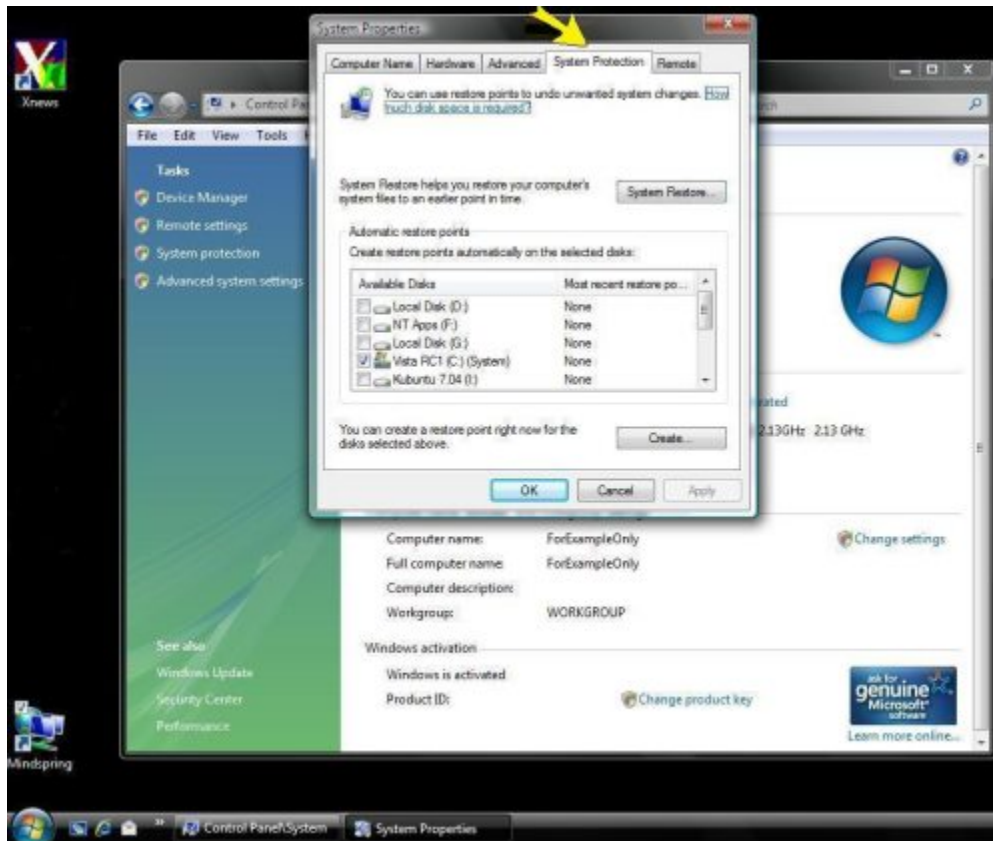 Xnews
System Properties
Computer Name Hardware Advanced System Protection Remote
You can use restore points to undo unwanted system changes. How
much disk space is required?
System Restore helps you restore your computer's
system files to an earlier point in time.
System Restore...
Automatic restore points
Create restore points automatically on the selected disks:
Available Disks Most recent restore po...
Local Disk (D:) None
NT Apps (F:) None
Local Disk (G:) None
Vista RC1 (C:) (System) None
Kubuntu 7.04 (I:) None
You can create a restore point right now for the
disks selected above.
Create...
OK Cancel Apply
Control
File Edit View Tools
Tasks
Device Manager
Remote settings
System protection
Advanced system settings
2.13GHz 2.13 GHz
Computer name: ForExampleOnly
Change settings
Full computer name: ForExampleOnly
Computer description:
Workgroup: WORKGROUP
Windows activation
Windows is activated
Product ID:
Change product key
ask for
genuine
Microsoft
software
Learn more online...
See also
Windows Update
Security Center
Performance
Mindspring
Control Panel\System
System Properties